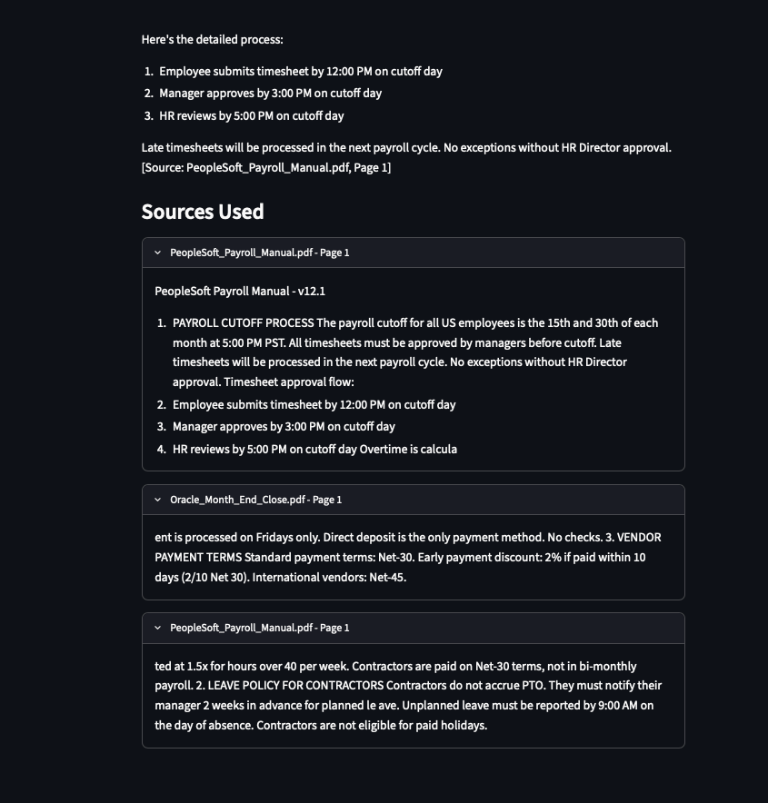 Here's the detailed process:
1. Employee submits timesheet by 12:00 PM on cutoff day
2. Manager approves by 3:00 PM on cutoff day
3. HR reviews by 5:00 PM on cutoff day
Late timesheets will be processed in the next payroll cycle. No exceptions without HR Director approval.
[Source: PeopleSoft_Payroll_Manual.pdf, Page 1]
Sources Used
PeopleSoft_Payroll_Manual.pdf - Page 1
PeopleSoft Payroll Manual - v12.1
1. PAYROLL CUTOFF PROCESS The payroll cutoff for all US employees is the 15th and 30th of each
month at 5:00 PM PST. All timesheets must be approved by managers before cutoff. Late
timesheets will be processed in the next payroll cycle. No exceptions without HR Director
approval. Timesheet approval flow:
2. Employee submits timesheet by 12:00 PM on cutoff day
3. Manager approves by 3:00 PM on cutoff day
4. HR reviews by 5:00 PM on cutoff day Overtime is calcula
Oracle_Month_End_Close.pdf - Page 1
ent is processed on Fridays only. Direct deposit is the only payment method. No checks. 3. VENDOR
PAYMENT TERMS Standard payment terms: Net-30. Early payment discount: 2% if paid within 10
days (2/10 Net 30). International vendors: Net-45.
PeopleSoft_Payroll_Manual.pdf - Page 1
ted at 1.5x for hours over 40 per week. Contractors are paid on Net-30 terms, not in bi-monthly
payroll. 2. LEAVE POLICY FOR CONTRACTORS Contractors do not accrue PTO. They must notify their
manager 2 weeks in advance for planned le ave. Unplanned leave must be reported by 9:00 AM on
the day of absence. Contractors are not eligible for paid holidays.